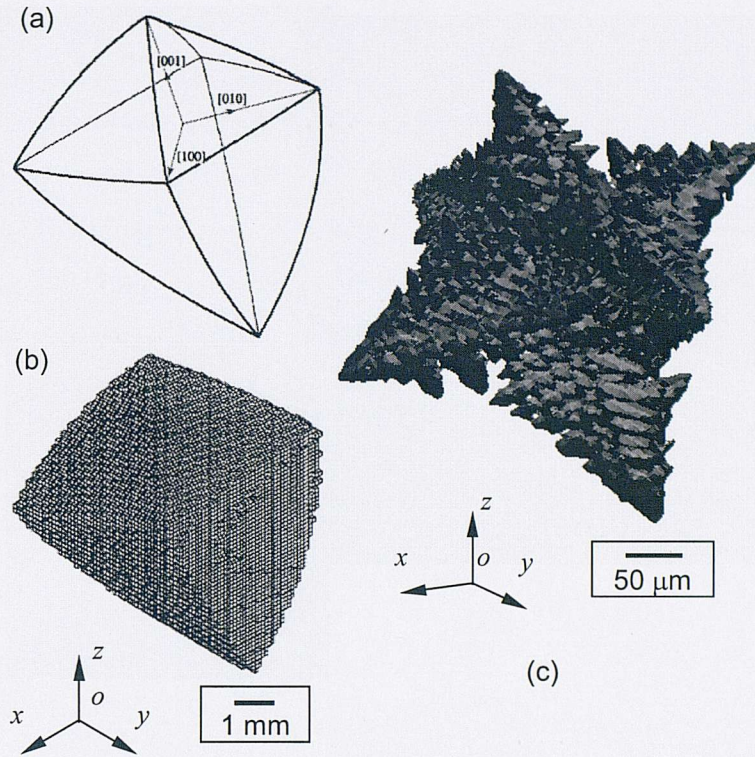 (a)
[001]
[010]
[100]
(b)
z
x
o
y
1 mm
z
x
o
y
50 μm
(c)